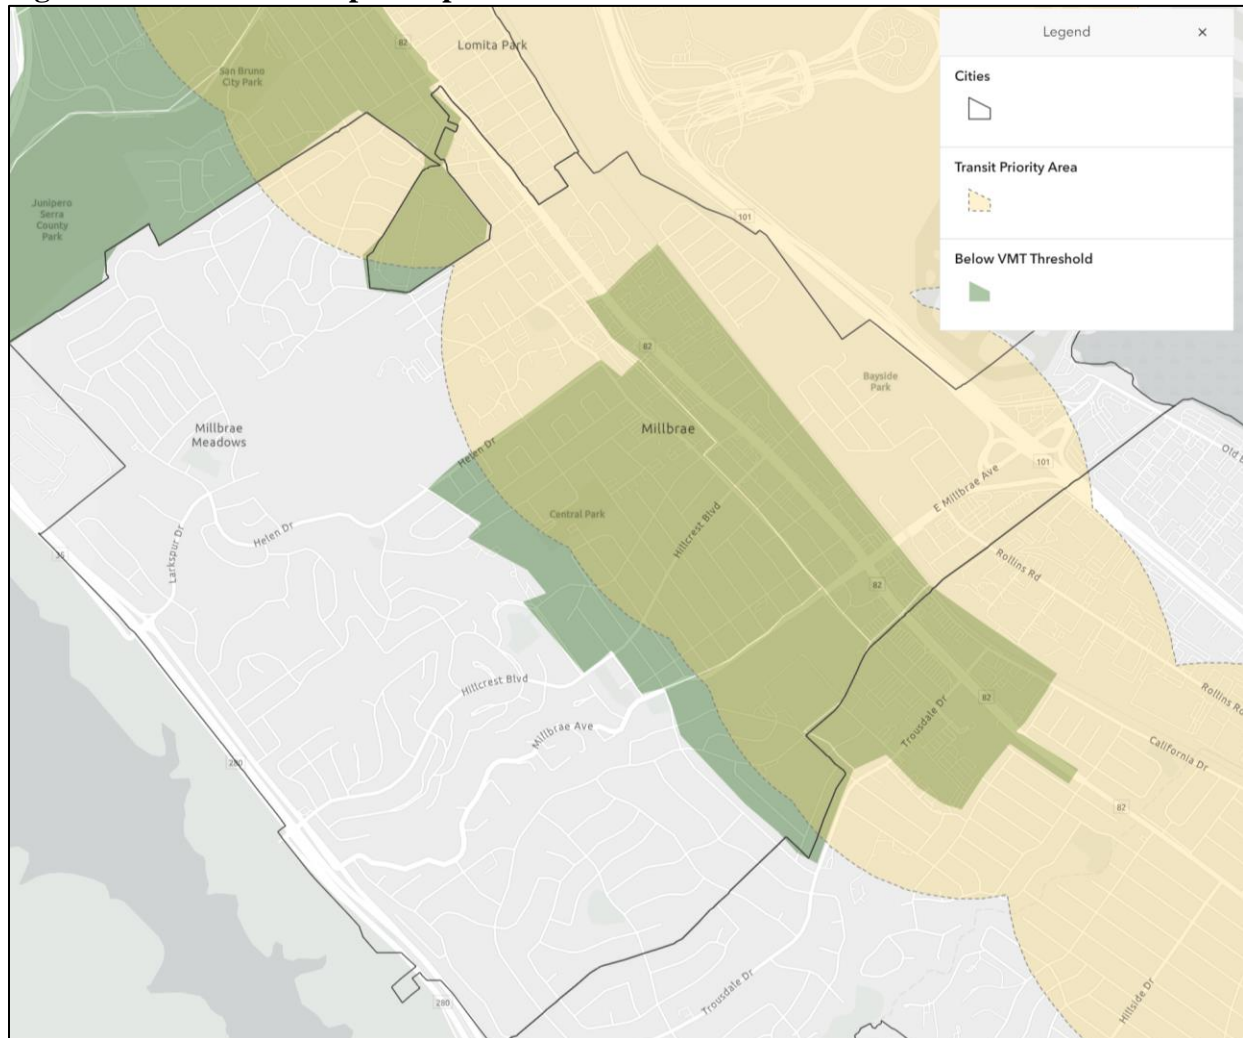 82
Lomita Park
San Bruno
City Park
Legend
×
Cities
Transit Priority Area
Below VMT Threshold
Junipero
Serra
County
Park
101
82
Bayside
Park
Millbrae
Meadows
Millbrae
Helen Dr
101
Old
E Millbrae Ave
Central Park
Hillcrest Blvd
Helen Dr
Larkspur Dr
35
Rollins Rd
82
Hillcrest Blvd
Rollins Rd
82
Trousdale Dr
Millbrae Ave
California Dr
280
82
Trousdale Dr
280
Hillside Dr